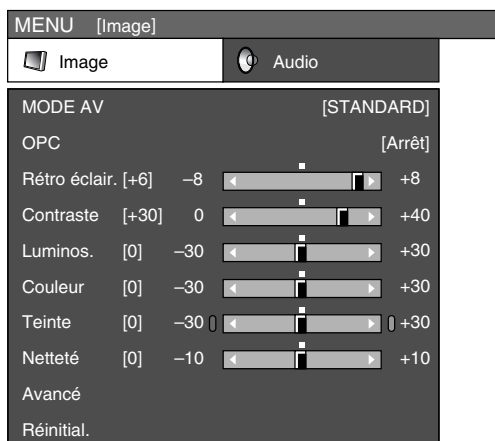 MENU [Image]
Image Audio
MODE AV [STANDARD]
OPC [Arrêt]
Rétro éclair. [+6] –8 +8
Contraste [+30] 0 +40
Luminos. [0] –30 +30
Couleur [0] –30 +30
Teinte [0] –30 +30
Netteté [0] –10 +10
Avancé
Réinitial.